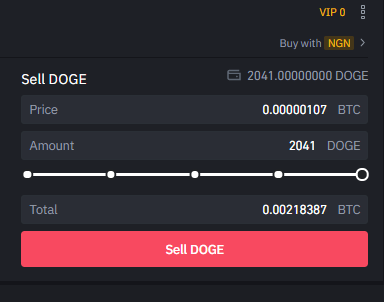 VIP 0
Buy with NGN
Sell DOGE 2041.00000000 DOGE
Price 0.00000107 BTC
Amount 2041 DOGE
Total 0.00218387 BTC
Sell DOGE